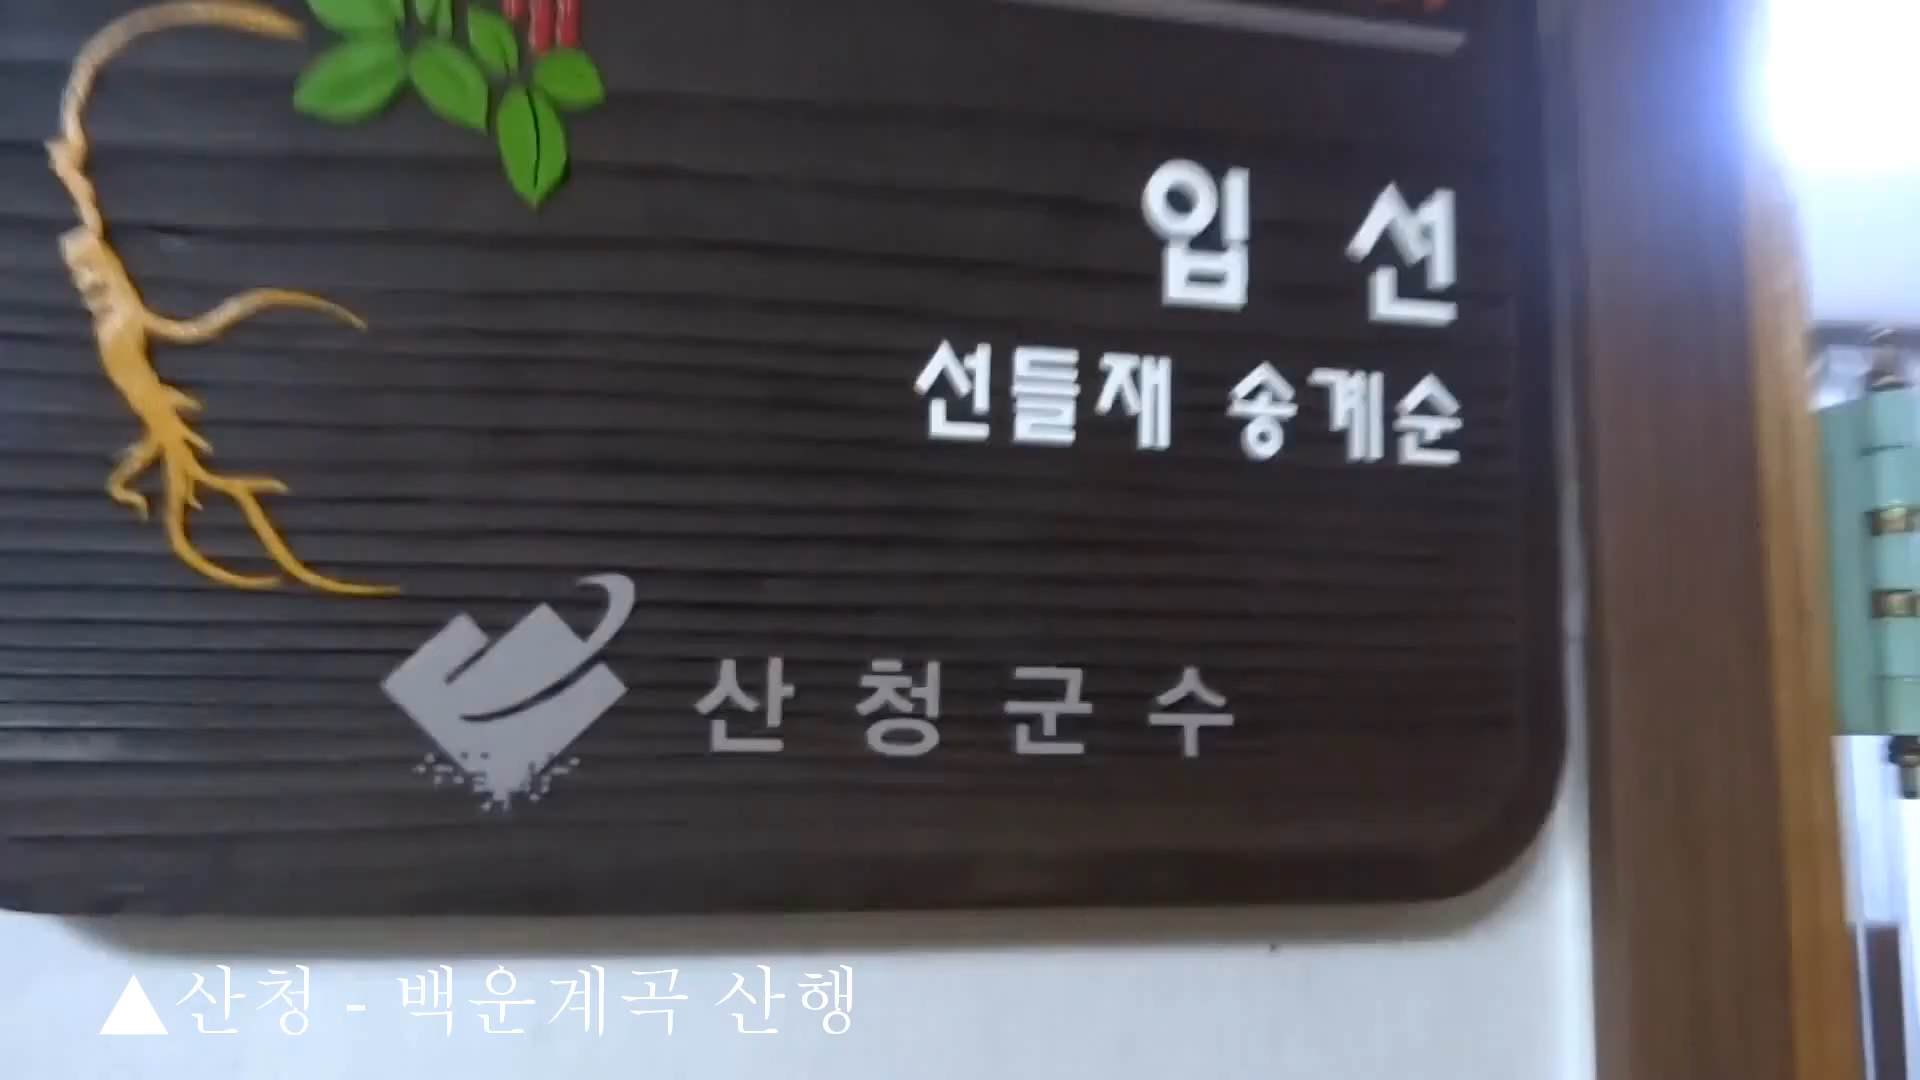 입 선
선들재 송계순
산청군수
▲산청 - 백운계곡 산행